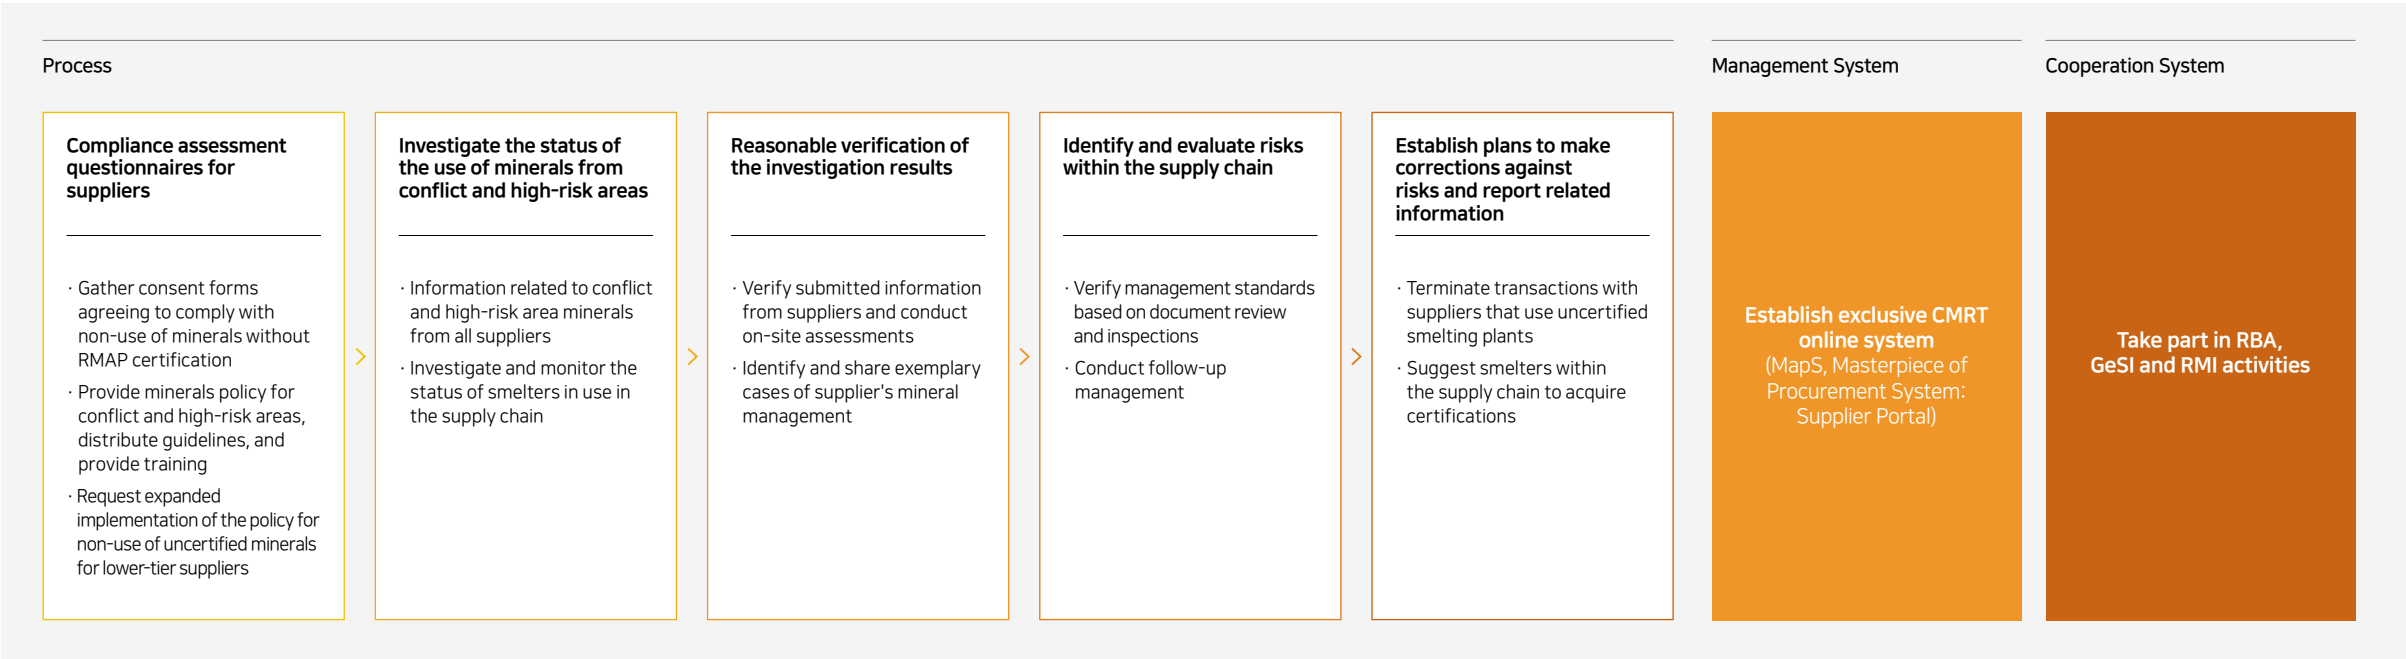 Process
Compliance assessment
questionnaires for
suppliers
· Gather consent forms
agreeing to comply with
non-use of minerals without
RMAP certification
· Provide minerals policy for
conflict and high-risk areas,
distribute guidelines, and
provide training
· Request expanded
implementation of the policy for
non-use of uncertified minerals
for lower-tier suppliers
Investigate the status of
the use of minerals from
conflict and high-risk areas
· Information related to conflict
and high-risk area minerals
from all suppliers
· Investigate and monitor the
status of smelters in use in
the supply chain
Reasonable verification of
the investigation results
· Verify submitted information
from suppliers and conduct
on-site assessments
· Identify and share exemplary
cases of supplier's mineral
management
Identify and evaluate risks
within the supply chain
· Verify management standards
based on document review
and inspections
· Conduct follow-up
management
Establish plans to make
corrections against
risks and report related
information
· Terminate transactions with
suppliers that use uncertified
smelting plants
· Suggest smelters within
the supply chain to acquire
certifications
Management System
Establish exclusive CMRT
online system
(MapS, Masterpiece of
Procurement System:
Supplier Portal)
Cooperation System
Take part in RBA,
GeSI and RMI activities